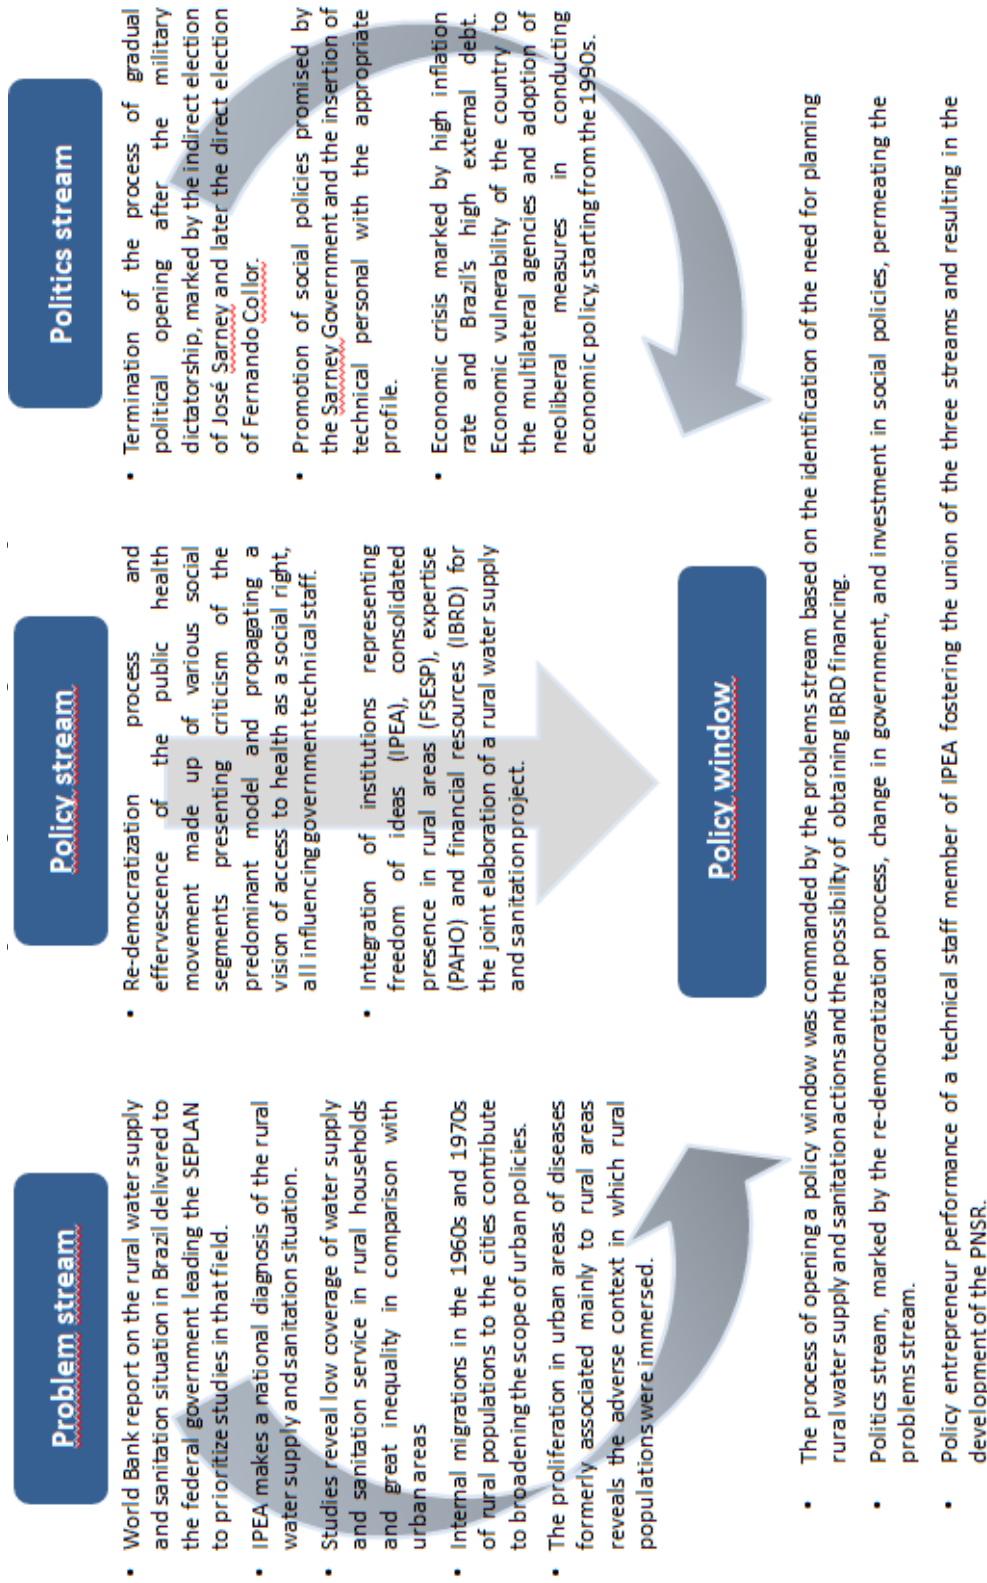 Problem stream
• World Bank report on the rural water supply
and sanitation situation in Brazil delivered to
the federal government leading the SEPLAN
to prioritize studies in that field.
• IPEA makes a national diagnosis of the rural
water supply and sanitation situation.
• Studies reveal low coverage of water supply
and sanitation service in rural households
and great inequality in comparison with
urban areas
• Internal migrations in the 1960s and 1970s
of rural populations to the cities contribute
to broadening the scope of urban policies.
• The proliferation in urban areas of diseases
formerly associated mainly to rural areas
reveals the adverse context in which rural
populations were immersed.
Policy stream
• Re-democratization process and
effervescence of the public health
movement made up of various social
segments presenting criticism of the
predominant model and propagating a
vision of access to health as a social right,
all influencing government technical staff.
• Integration of institutions representing
freedom of ideas (IPEA), consolidated
presence in rural areas (FSESP), expertise
(PAHO) and financial resources (IBRD) for
the joint elaboration of a rural water supply
and sanitation project.
Politics stream
• Termination of the process of gradual
political opening after the military
dictatorship, marked by the indirect election
of José Sarney and later the direct election
of Fernando Colllor.
• Promotion of social policies promised by
the Sarney Government and the insertion of
technical personal with the appropriate
profile.
• Economic crisis marked by high inflation
rate and Brazil's high external debt.
Economic vulnerability of the country to
the multilateral agencies and adoption of
neoliberal measures in conducting
economic policy, starting from the 1990s.
Policy window
• The process of opening a policy window was commanded by the problems stream based on the identification of the need for planning
rural water supply and sanitation actions and the possibility of obtaining IBRD financing.
• Politics stream, marked by the re-democratization process, change in government, and investment in social policies, permeating the
problems stream.
• Policy entrepreneur performance of a technical staff member of IPEA fostering the union of the three streams and resulting in the
development of the PNSR.